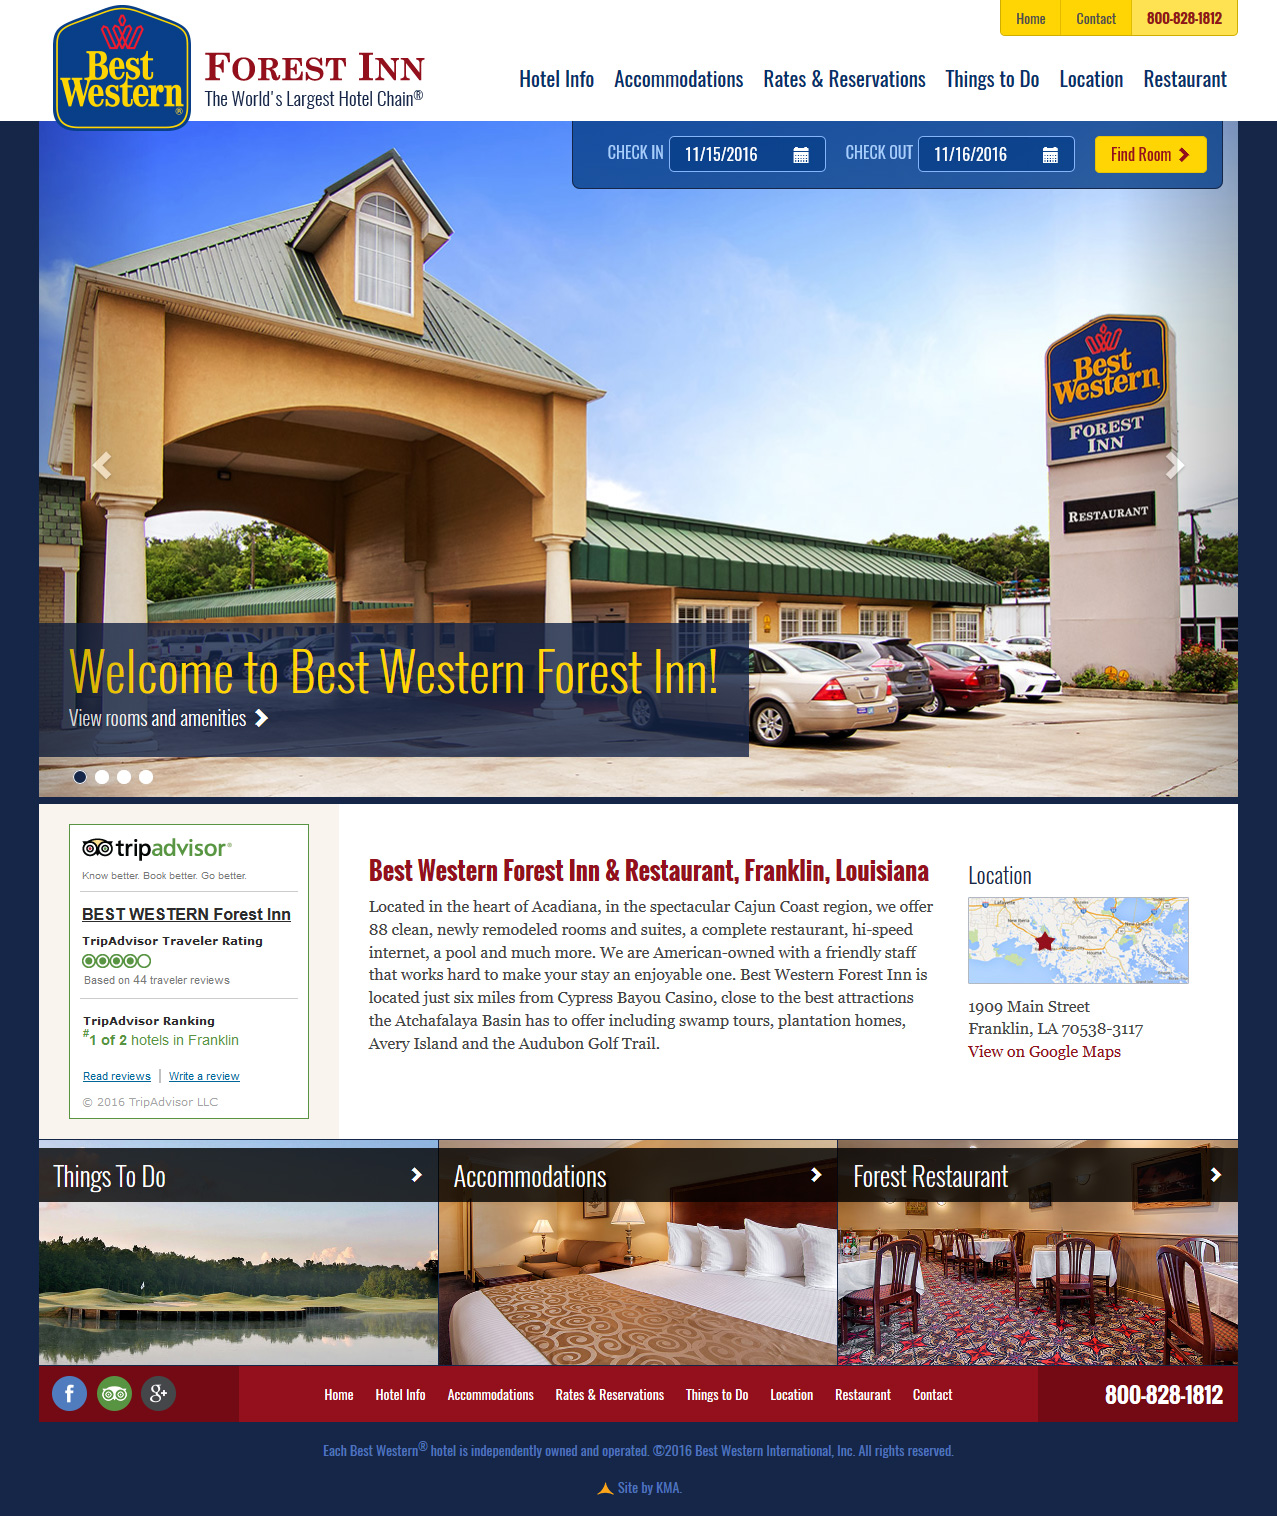 Home Contact 800-828-1812
Best
Western®
FOREST INN
The World's Largest Hotel Chain®
Hotel Info Accommodations Rates & Reservations Things to Do Location Restaurant
CHECK IN 11/15/2016 CHECK OUT 11/16/2016 Find Room
Best
Western
FOREST
INN
RESTAURANT
Welcome to Best Western Forest Inn!
View rooms and amenities
tripadvisor®
Know better. Book better. Go better.
BEST WESTERN Forest Inn
TripAdvisor Traveler Rating
Based on 44 traveler reviews
TripAdvisor Ranking
#1 of 2 hotels in Franklin
Read reviews | Write a review
© 2016 TripAdvisor LLC
Best Western Forest Inn & Restaurant, Franklin, Louisiana
Located in the heart of Acadiana, in the spectacular Cajun Coast region, we offer
88 clean, newly remodeled rooms and suites, a complete restaurant, hi-speed
internet, a pool and much more. We are American-owned with a friendly staff
that works hard to make your stay an enjoyable one. Best Western Forest Inn is
located just six miles from Cypress Bayou Casino, close to the best attractions
the Atchafalaya Basin has to offer including swamp tours, plantation homes,
Avery Island and the Audubon Golf Trail.
Location
1909 Main Street
Franklin, LA 70538-3117
View on Google Maps
Things To Do
Accommodations
Forest Restaurant
f g+ Home Hotel Info Accommodations Rates & Reservations Things to Do Location Restaurant Contact 800-828-1812
Each Best Western® hotel is independently owned and operated. ©2016 Best Western International, Inc. All rights reserved.
Site by KMA.